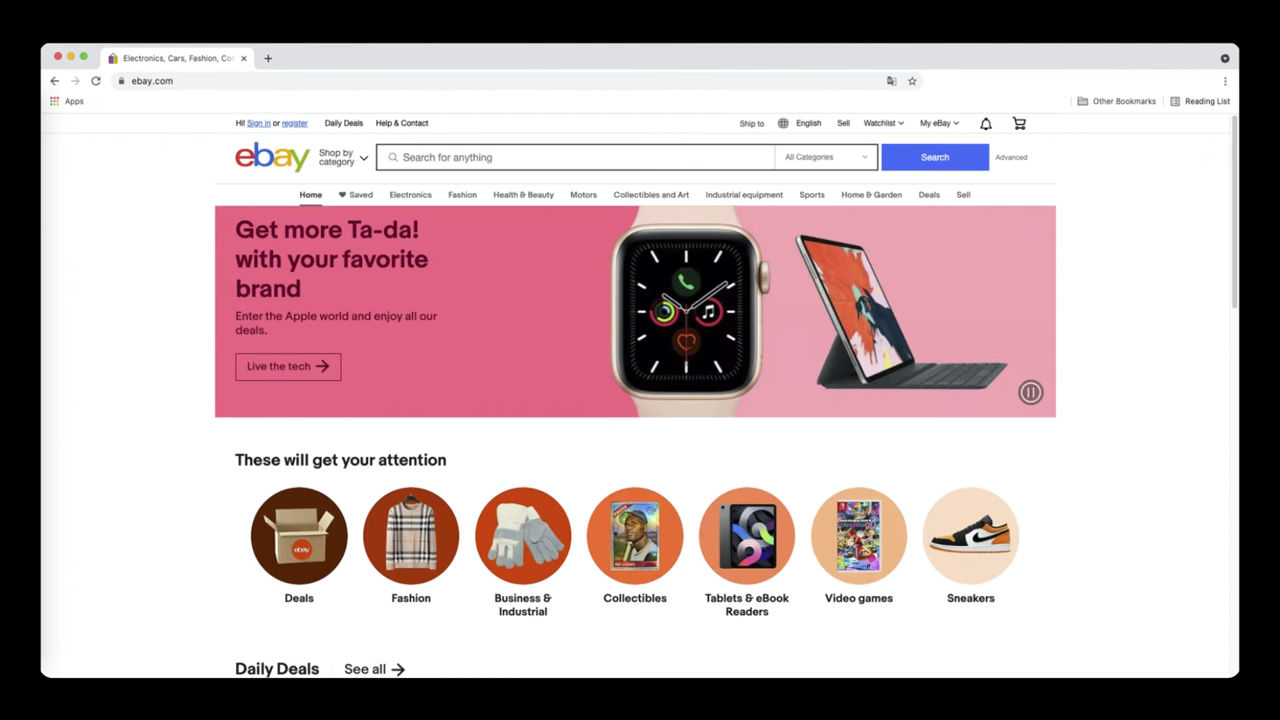 Electronics, Cars, Fashion, Co
ebay.com
Apps
Other Bookmarks
Reading List
Hi! Sign in or register
Daily Deals
Help & Contact
Ship to
English
Sell
Watchlist
My eBay
ebay
Shop by
category
Search for anything
All Categories
Search
Advanced
Home
Saved
Electronics
Fashion
Health & Beauty
Motors
Collectibles and Art
Industrial equipment
Sports
Home & Garden
Deals
Sell
Get more Ta-da!
with your favorite
brand
Enter the Apple world and enjoy all our
deals.
Live the tech
These will get your attention
ebay
Deals
Fashion
Business &
Industrial
Collectibles
Tablets & eBook
Readers
Video games
Sneakers
Daily Deals
See all